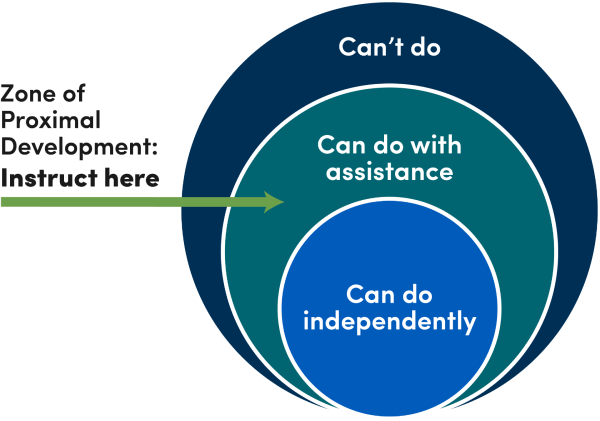 Zone of
Proximal
Development:
Instruct here
Can’t do
Can do with
assistance
Can do
independently